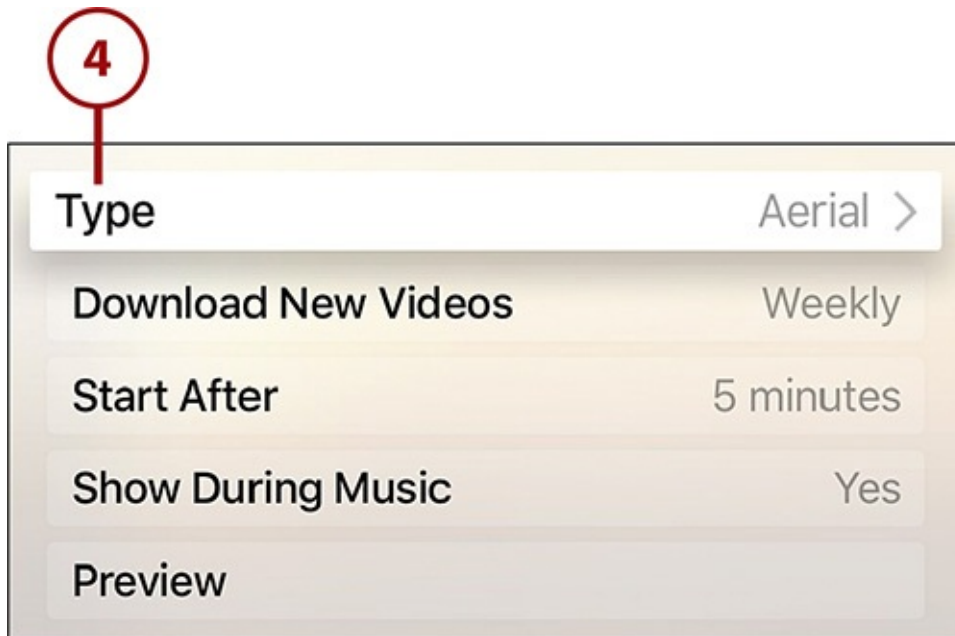 4
Type Aerial >
Download New Videos Weekly
Start After 5 minutes
Show During Music Yes
Preview